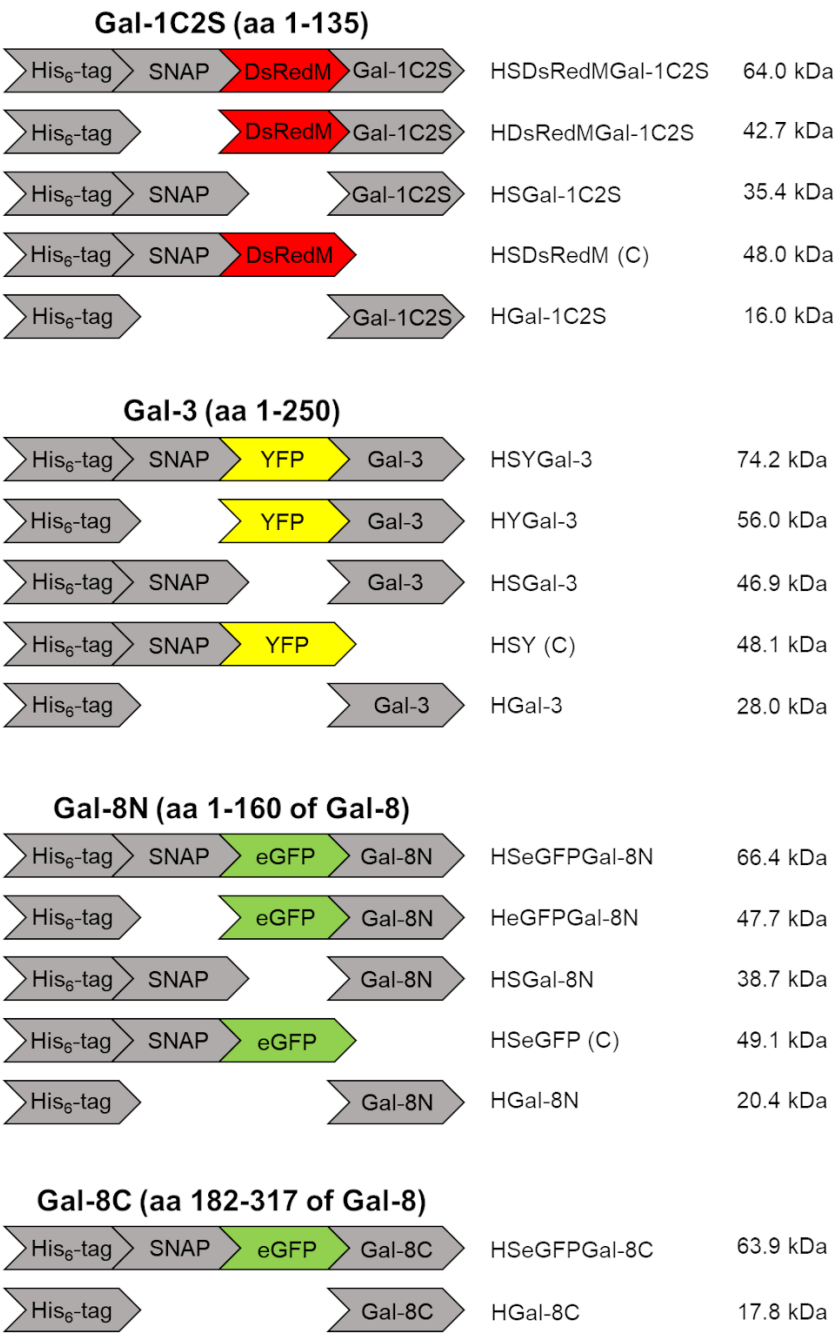 Gal-1C2S (aa 1-135)
His₆-tag SNAP DsRedM Gal-1C2S HSDsRedMGal-1C2S 64.0 kDa
His₆-tag DsRedM Gal-1C2S HDsRedMGal-1C2S 42.7 kDa
His₆-tag SNAP Gal-1C2S HSGal-1C2S 35.4 kDa
His₆-tag SNAP DsRedM HSDsRedM (C) 48.0 kDa
His₆-tag Gal-1C2S HGal-1C2S 16.0 kDa
Gal-3 (aa 1-250)
His₆-tag SNAP YFP Gal-3 HSYGal-3 74.2 kDa
His₆-tag YFP Gal-3 HYGal-3 56.0 kDa
His₆-tag SNAP Gal-3 HSGal-3 46.9 kDa
His₆-tag SNAP YFP HSY (C) 48.1 kDa
His₆-tag Gal-3 HGal-3 28.0 kDa
Gal-8N (aa 1-160 of Gal-8)
His₆-tag SNAP eGFP Gal-8N HSeGFPGal-8N 66.4 kDa
His₆-tag eGFP Gal-8N HeGFPGal-8N 47.7 kDa
His₆-tag SNAP Gal-8N HSGal-8N 38.7 kDa
His₆-tag SNAP eGFP HSeGFP (C) 49.1 kDa
His₆-tag Gal-8N HGal-8N 20.4 kDa
Gal-8C (aa 182-317 of Gal-8)
His₆-tag SNAP eGFP Gal-8C HSeGFPGal-8C 63.9 kDa
His₆-tag Gal-8C HGal-8C 17.8 kDa